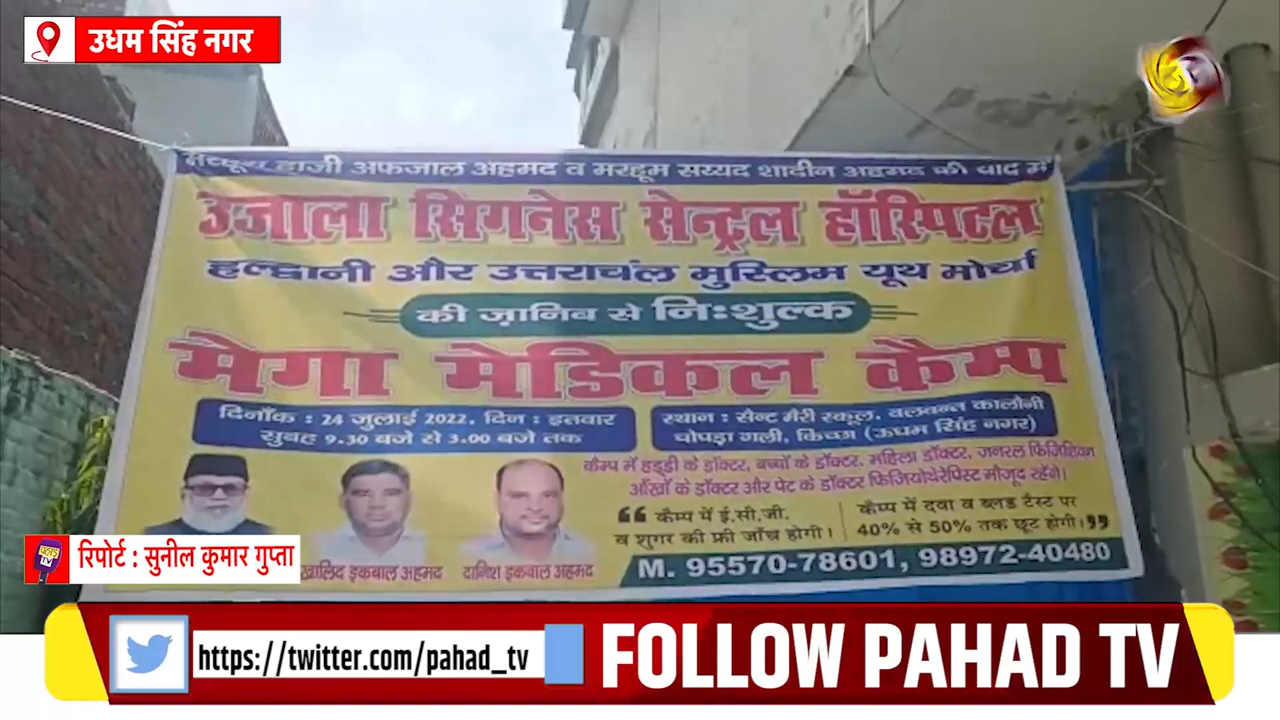 उधम सिंह नगर
हाजी अफजाल अहमद व मरहूम सय्यद शादीन अहमद की याद में
उजाला सिगनेस सेन्ट्रल हॉस्पिटल
हल्द्वानी और उत्तराचंल मुस्लिम यूथ मोर्चा
की ज़ानिब से निःशुल्क
मेगा मेडिकल कैम्प
दिनाँक : 24 जुलाई 2022, दिन : इतवार
सुबह 9.30 बजे से 3.00 बजे तक
स्थान : सैन्ट मैरी स्कूल, बलवन्त कालौनी
चोपड़ा गली, किच्छा (ऊधम सिंह नगर)
कैम्प में हड्डी के डॉक्टर, बच्चों के डॉक्टर, महिला डॉक्टर, जनरल फिजिशियन
आँखों के डॉक्टर और पेट के डॉक्टर फिजियोथेरेपिस्ट मौजूद रहेंगे।
“ कैम्प में ई.सी.जी.
व शुगर की फ्री जाँच होगी।
कैम्प में दवा व ब्लड टैस्ट पर
40% से 50% तक छूट होगी। ”
रिपोर्ट : सुनील कुमार गुप्ता
इकबाल अहमद
दानिश इकबाल अहमद
M. 95570-78601, 98972-40480
https://twitter.com/pahad_tv
FOLLOW PAHAD TV